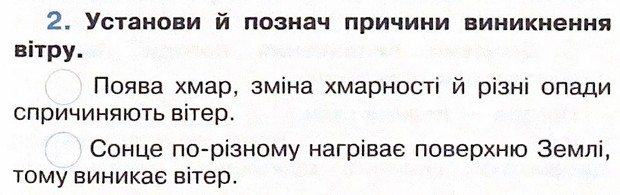 2. Установи й познач причини виникнення
вітру.
Поява хмар, зміна хмарності й різні опади
спричиняють вітер.
Сонце по-різному нагріває поверхню Землі,
тому виникає вітер.